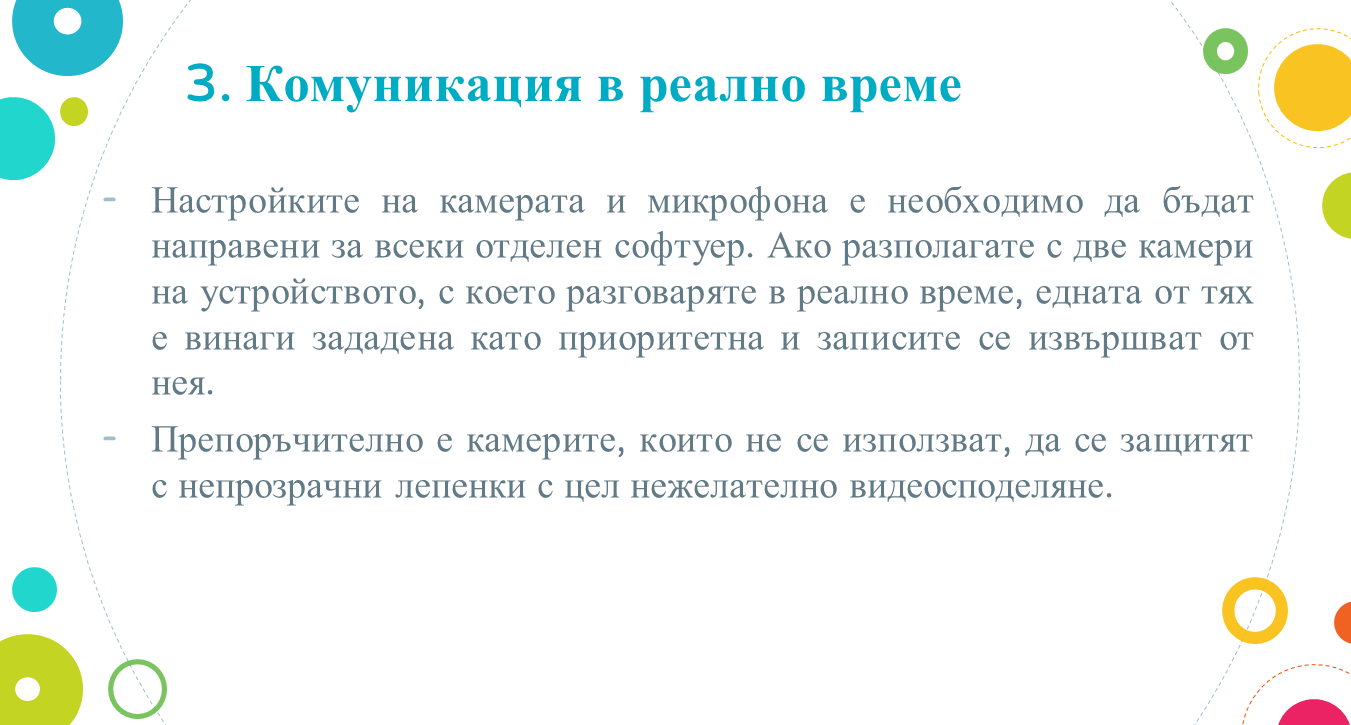 3. Комуникация в реално време
- Настройките на камерата и микрофона е необходимо да бъдат
направени за всеки отделен софтуер. Ако разполагате с две камери
на устройството, с което разговаряте в реално време, едната от тях
е винаги зададена като приоритетна и записите се извършват от
нея.
- Препоръчително е камерите, които не се използват, да се защитят
с непрозрачни лепенки с цел нежелателно видеосподеляне.